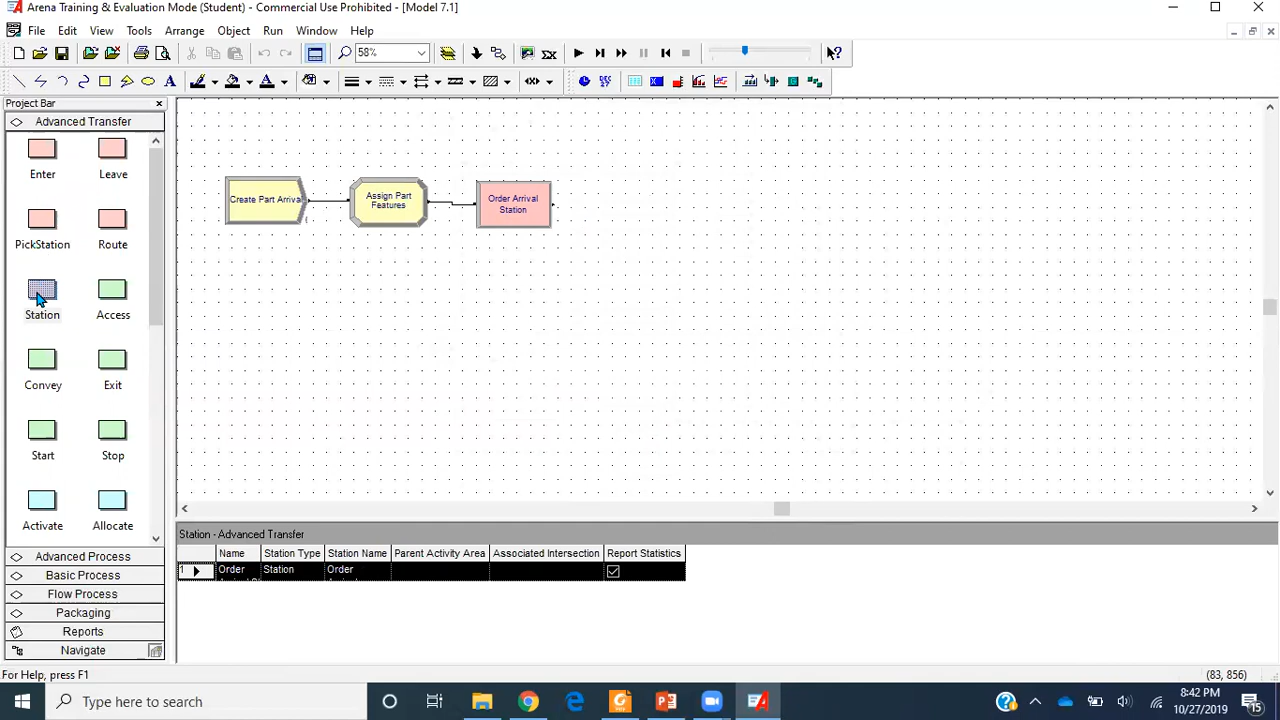 Arena Training & Evaluation Mode (Student) - Commercial Use Prohibited - [Model 7.1]
File Edit View Tools Arrange Object Run Window Help
58%
Project Bar
Advanced Transfer
Enter Leave
PickStation Route
Station Access
Convey Exit
Start Stop
Activate Allocate
Advanced Process
Basic Process
Flow Process
Packaging
Reports
Navigate
Create Part Arriva
Assign Part
Features
Order Arrival
Station
Station - Advanced Transfer
Name Station Type Station Name Parent Activity Area Associated Intersection Report Statistics
1 Order Station Order
For Help, press F1
(83, 856)
Type here to search
8:42 PM
10/27/2019
15